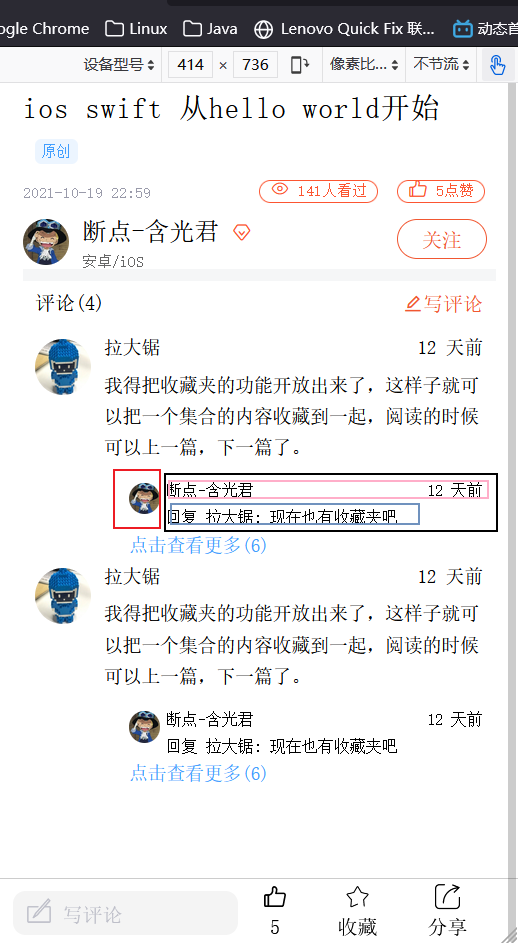 ogle Chrome Linux Java Lenovo Quick Fix 联... 动态首
设备型号 414 × 736 像素比... 不节流
ios swift 从hello world开始
原创
2021-10-19 22:59 141人看过 5点赞
断点-含光君
安卓/iOS
关注
评论(4) 写评论
拉大锯 12 天前
我得把收藏夹的功能开放出来了，这样子就可
以把一个集合的内容收藏到一起，阅读的时候
可以上一篇，下一篇了。
断点-含光君 12 天前
回复 拉大锯: 现在也有收藏夹吧
点击查看更多(6)
拉大锯 12 天前
我得把收藏夹的功能开放出来了，这样子就可
以把一个集合的内容收藏到一起，阅读的时候
可以上一篇，下一篇了。
断点-含光君 12 天前
回复 拉大锯: 现在也有收藏夹吧
点击查看更多(6)
写评论 5 收藏 分享